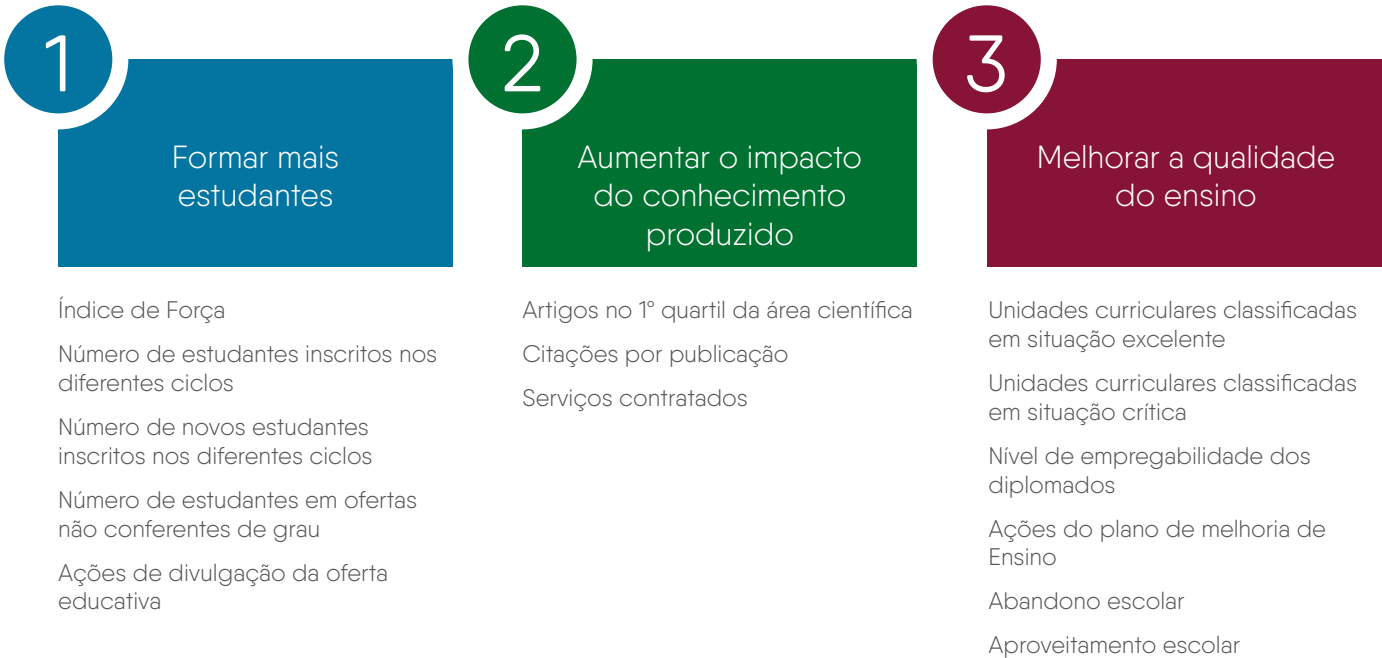 1
Formar mais
estudantes
Índice de Força
Número de estudantes inscritos nos
diferentes ciclos
Número de novos estudantes
inscritos nos diferentes ciclos
Número de estudantes em ofertas
não conferentes de grau
Ações de divulgação da oferta
educativa
2
Aumentar o impacto
do conhecimento
produzido
Artigos no 1º quartil da área científica
Citações por publicação
Serviços contratados
3
Melhorar a qualidade
do ensino
Unidades curriculares classificadas
em situação excelente
Unidades curriculares classificadas
em situação crítica
Nível de empregabilidade dos
diplomados
Ações do plano de melhoria de
Ensino
Abandono escolar
Aproveitamento escolar